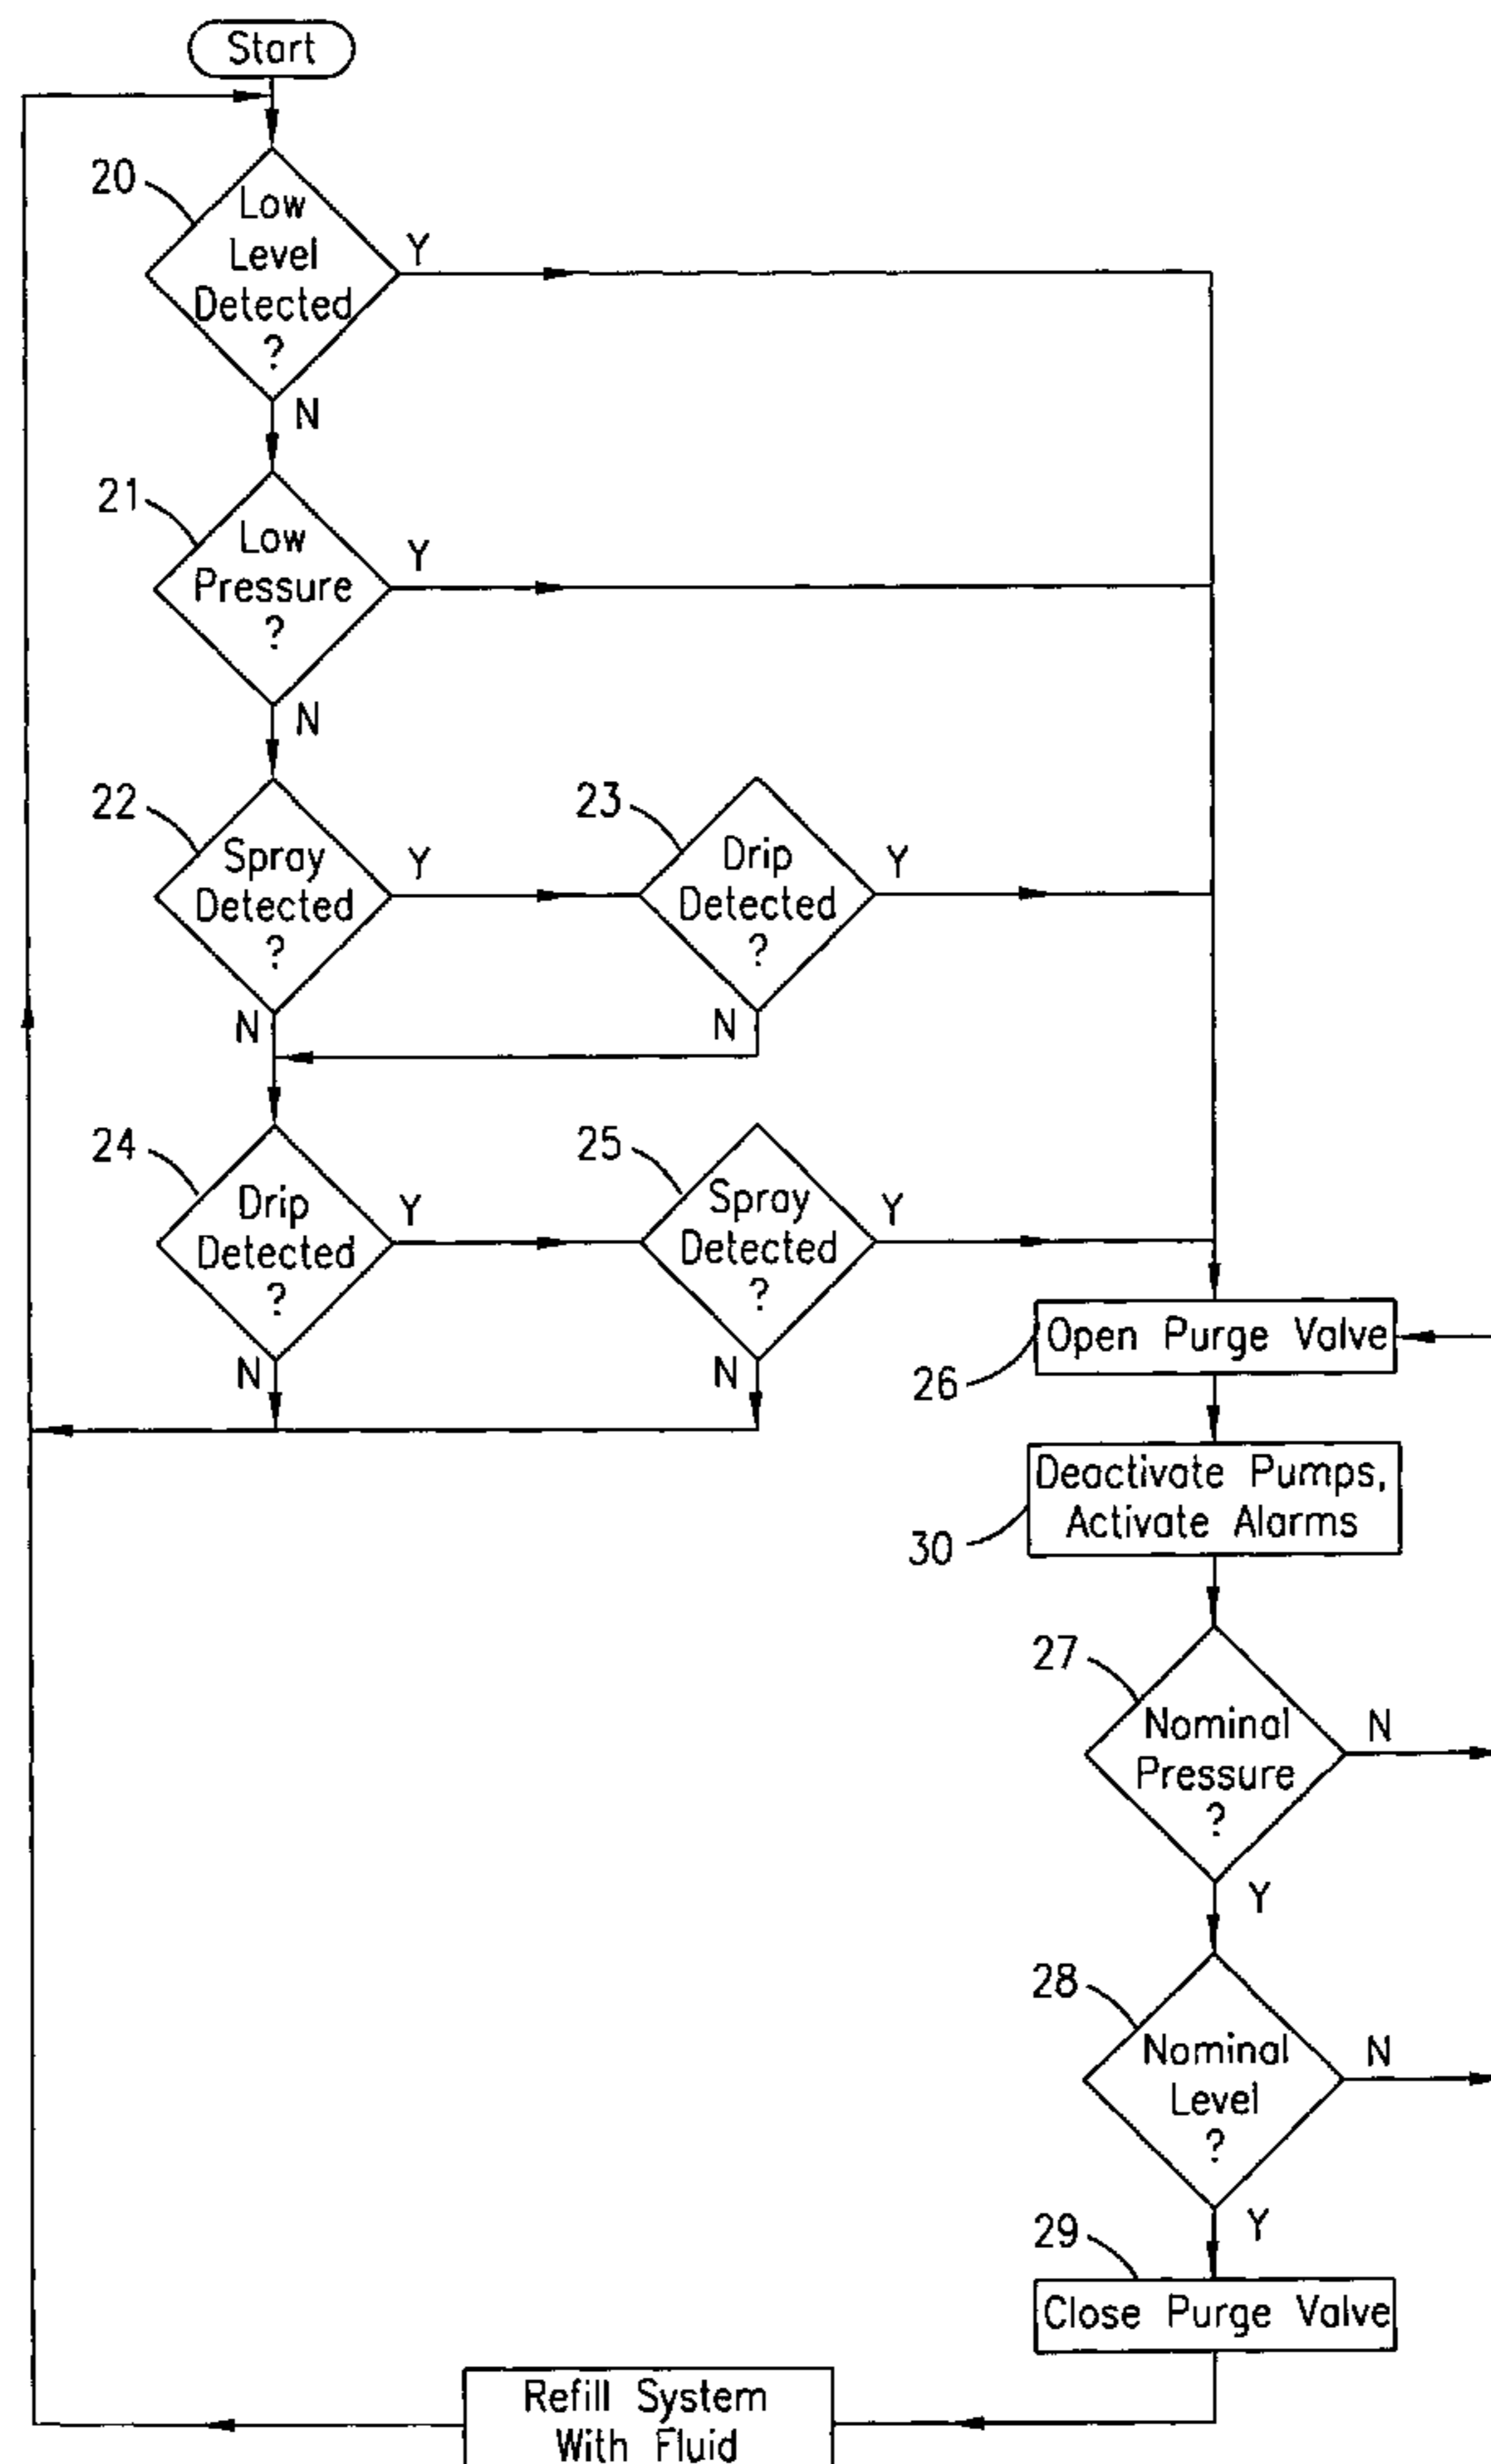 Start
20
Low
Level
Detected
?
Y
N
21
Low
Pressure
?
Y
N
22
Spray
Detected
?
Y
N
23
Drip
Detected
?
Y
N
24
Drip
Detected
?
Y
N
25
Spray
Detected
?
Y
N
Open Purge Valve
26
Deactivate Pumps,
Activate Alarms
30
27
Nominal
Pressure
?
N
Y
28
Nominal
Level
?
N
Y
29
Close Purge Valve
Refill System
With Fluid